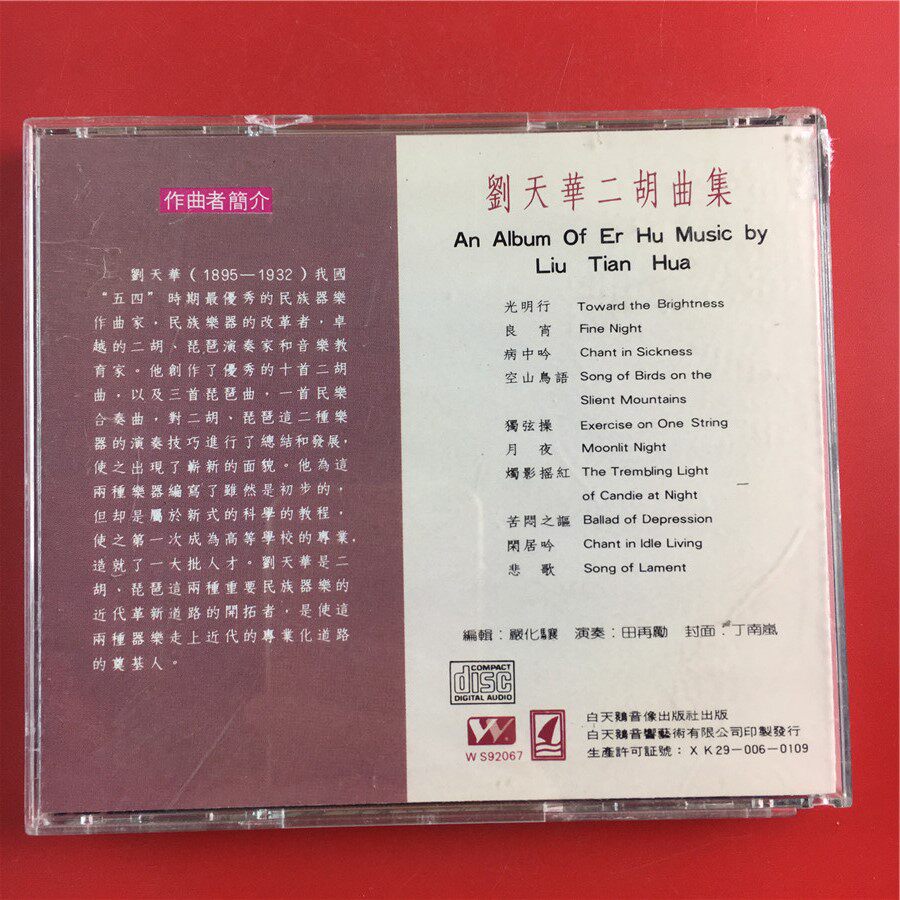 作曲者簡介
劉天華(1895—1932)我國
“五四”時期最優秀的民族器樂
作曲家，民族樂器的改革者，卓
越的二胡、琵琶演奏家和音樂教
育家。他創作了優秀的十首二胡
曲，以及三首琵琶曲，一首民樂
合奏曲，對二胡、琵琶這二種樂
器的演奏技巧進行了總結和發展，
使之出現了嶄新的面貌。他為這
兩種樂器編寫了雖然是初步的，
但却是屬於新式的科學的教程，
使之第一次成為高等學校的專業，
造就了一大批人才。劉天華是二
胡、琵琶這兩種重要民族器樂的
近代革新道路的開拓者，是使這
兩種器樂走上近代的專業化道路
的奠基人。
劉天華二胡曲集
An Album Of Er Hu Music by
Liu Tian Hua
光明行 Toward the Brightness
良宵 Fine Night
病中吟 Chant in Sickness
空山鳥語 Song of Birds on the
Slient Mountains
獨弦操 Exercise on One String
月夜 Moonlit Night
燭影摇紅 The Trembling Light
of Candie at Night
苦悶之謳 Ballad of Depression
閑居吟 Chant in Idle Living
悲歌 Song of Lament
編輯：嚴化驤 演奏：田再勵 封面：丁南嵐
COMPACT
disc
DIGITAL AUDIO
WS92067
白天鵝音像出版社出版
白天鵝音響藝術有限公司印製發行
生產許可証號：XK29-006-0109